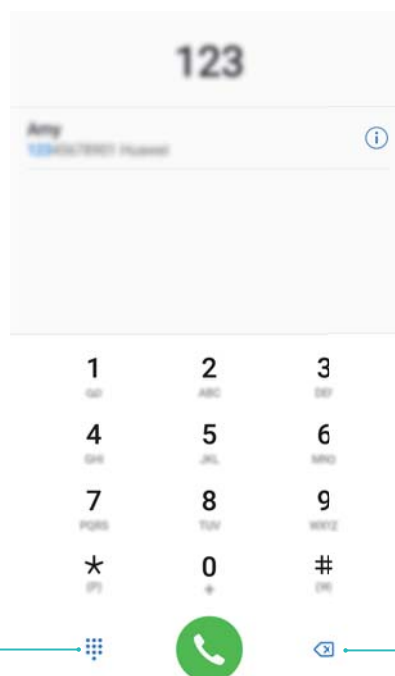 123
Amy
12345678901 Huawei
1 2 3
ABC DEF
4 5 6
GHI JKL MNO
7 8 9
PQRS TUV WXYZ
* 0 #
(P) + (W)